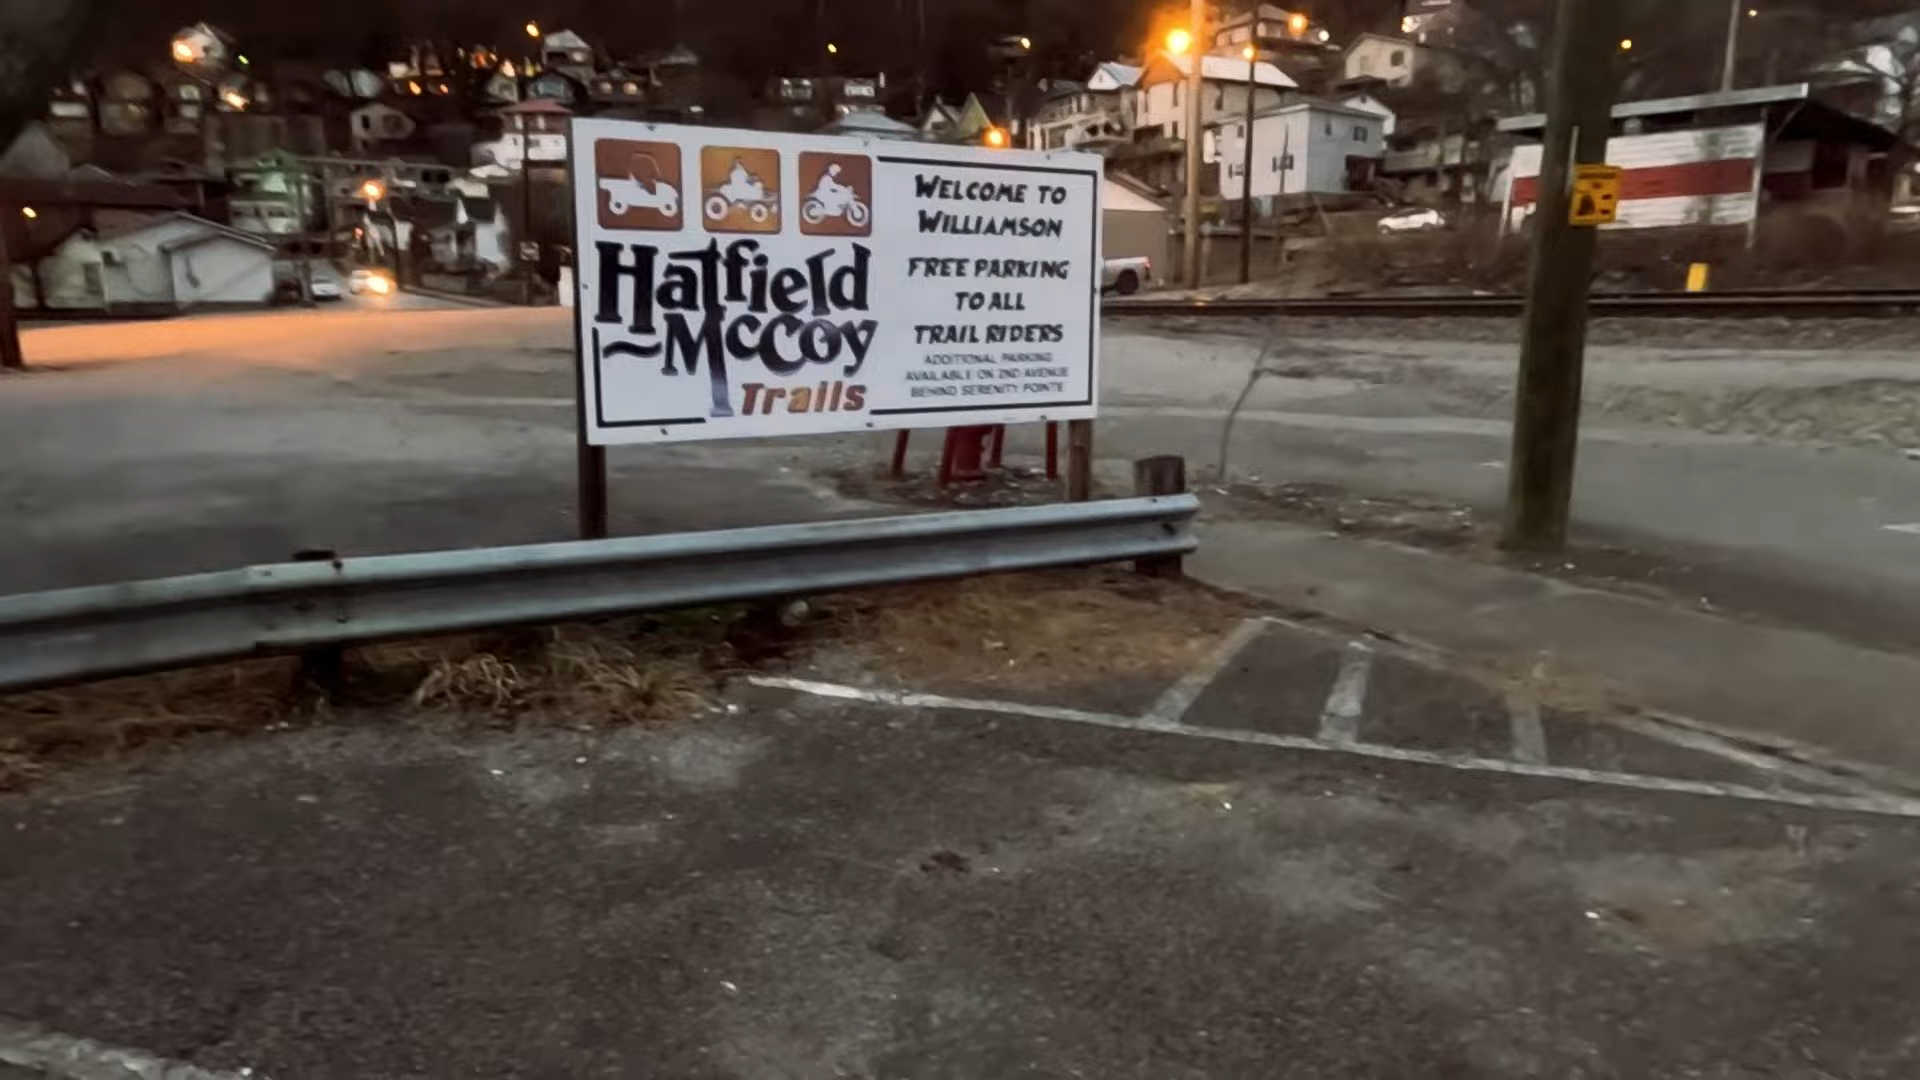 Hatfield
~McCoy
Trails
WELCOME TO
WILLIAMSON
FREE PARKING
TO ALL
TRAIL RIDERS
ADDITIONAL PARKING
AVAILABLE ON 2ND AVENUE
BEHIND SERENITY POINTE